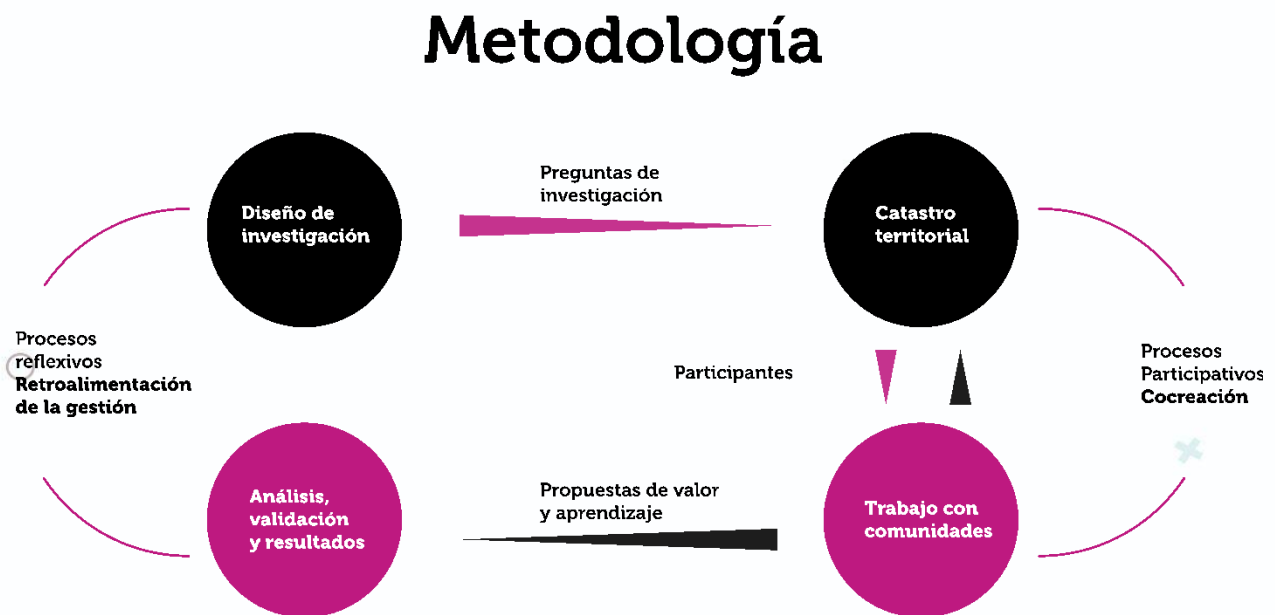 Metodología
Preguntas de
investigación
Diseño de
investigación
Catastro
territorial
Procesos
reflexivos
Retroalimentación
de la gestión
Participantes
Procesos
Participativos
Cocreación
Análisis,
validación
y resultados
Propuestas de valor
y aprendizaje
Trabajo con
comunidades